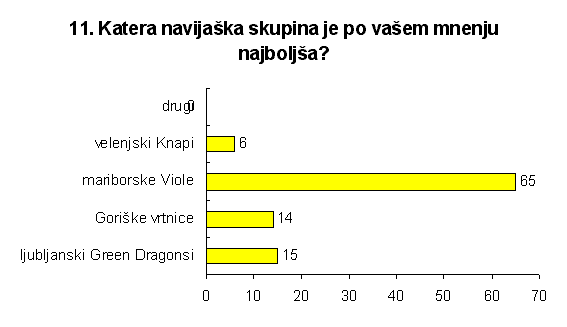 11. Katera navijaška skupina je po vašem mnenju
najboljša?
drugi 0
velenjski Knapi 6
mariborske Viole 65
Goriške vrtnice 14
ljubljanski Green Dragonsi 15
0 10 20 30 40 50 60 70